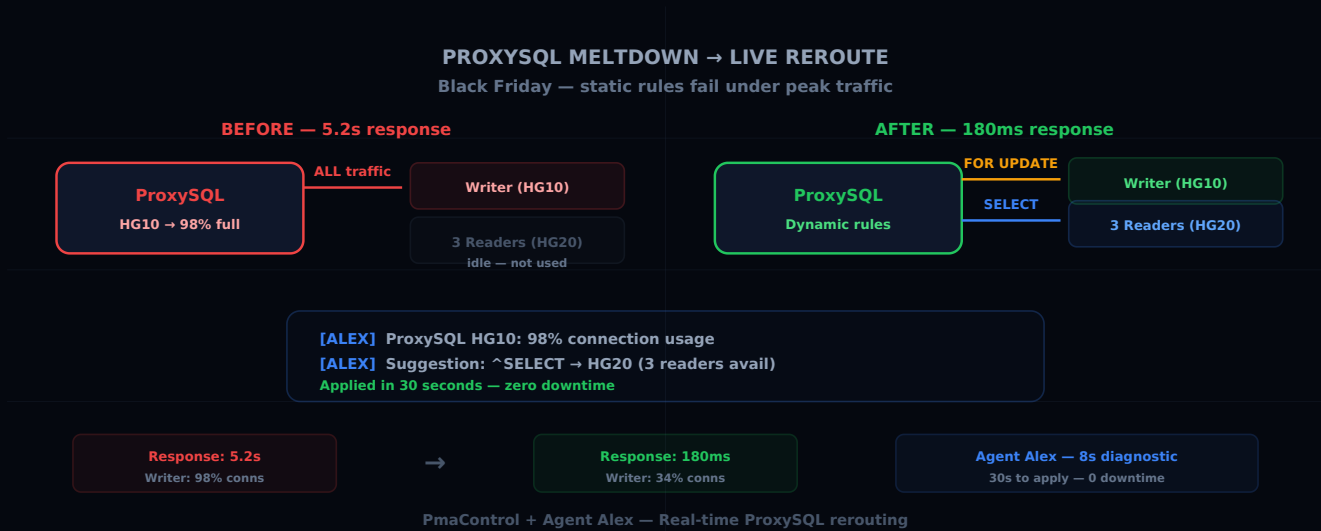 PROXYSQL MELTDOWN → LIVE REROUTE
Black Friday — static rules fail under peak traffic
BEFORE — 5.2s response
ProxySQL
HG10 → 98% full
ALL traffic
Writer (HG10)
3 Readers (HG20)
idle — not used
AFTER — 180ms response
ProxySQL
Dynamic rules
FOR UPDATE
SELECT
Writer (HG10)
3 Readers (HG20)
[ALEX] ProxySQL HG10: 98% connection usage
[ALEX] Suggestion: ^SELECT → HG20 (3 readers avail)
Applied in 30 seconds — zero downtime
Response: 5.2s
Writer: 98% conns
→
Response: 180ms
Writer: 34% conns
Agent Alex — 8s diagnostic
30s to apply — 0 downtime
PmaControl + Agent Alex — Real-time ProxySQL rerouting